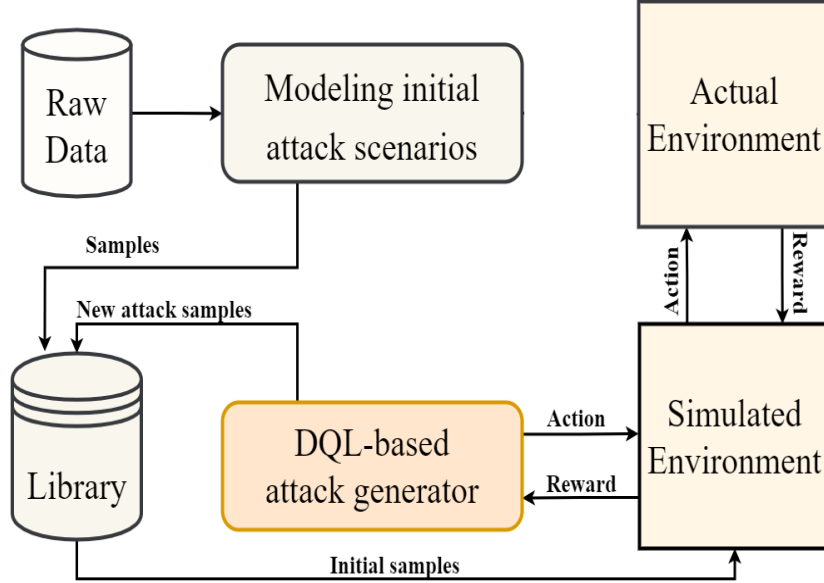 Raw
Data
Modeling initial
attack scenarios
Actual
Environment
Samples
Action
Reward
New attack samples
Library
DQL-based
attack generator
Action
Reward
Simulated
Environment
Initial samples